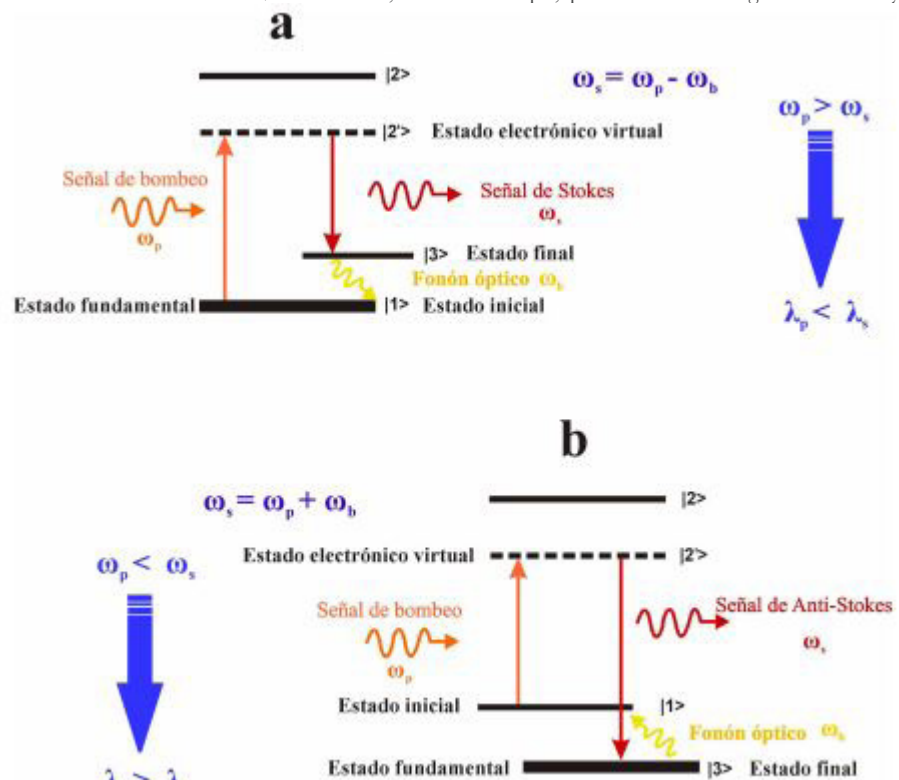 a
|2>
ωs = ωp - ωb
ωp > ωs
|2'> Estado electrónico virtual
Señal de bombeo
ωp
Señal de Stokes
ωs
|3> Estado final
Fonón óptico ωb
Estado fundamental |1> Estado inicial
λp < λs
b
|2>
ωs = ωp + ωb
Estado electrónico virtual |2'>
ωp < ωs
Señal de bombeo
ωp
Señal de Anti-Stokes
ωs
Estado inicial |1>
Fonón óptico ωb
Estado fundamental |3> Estado final